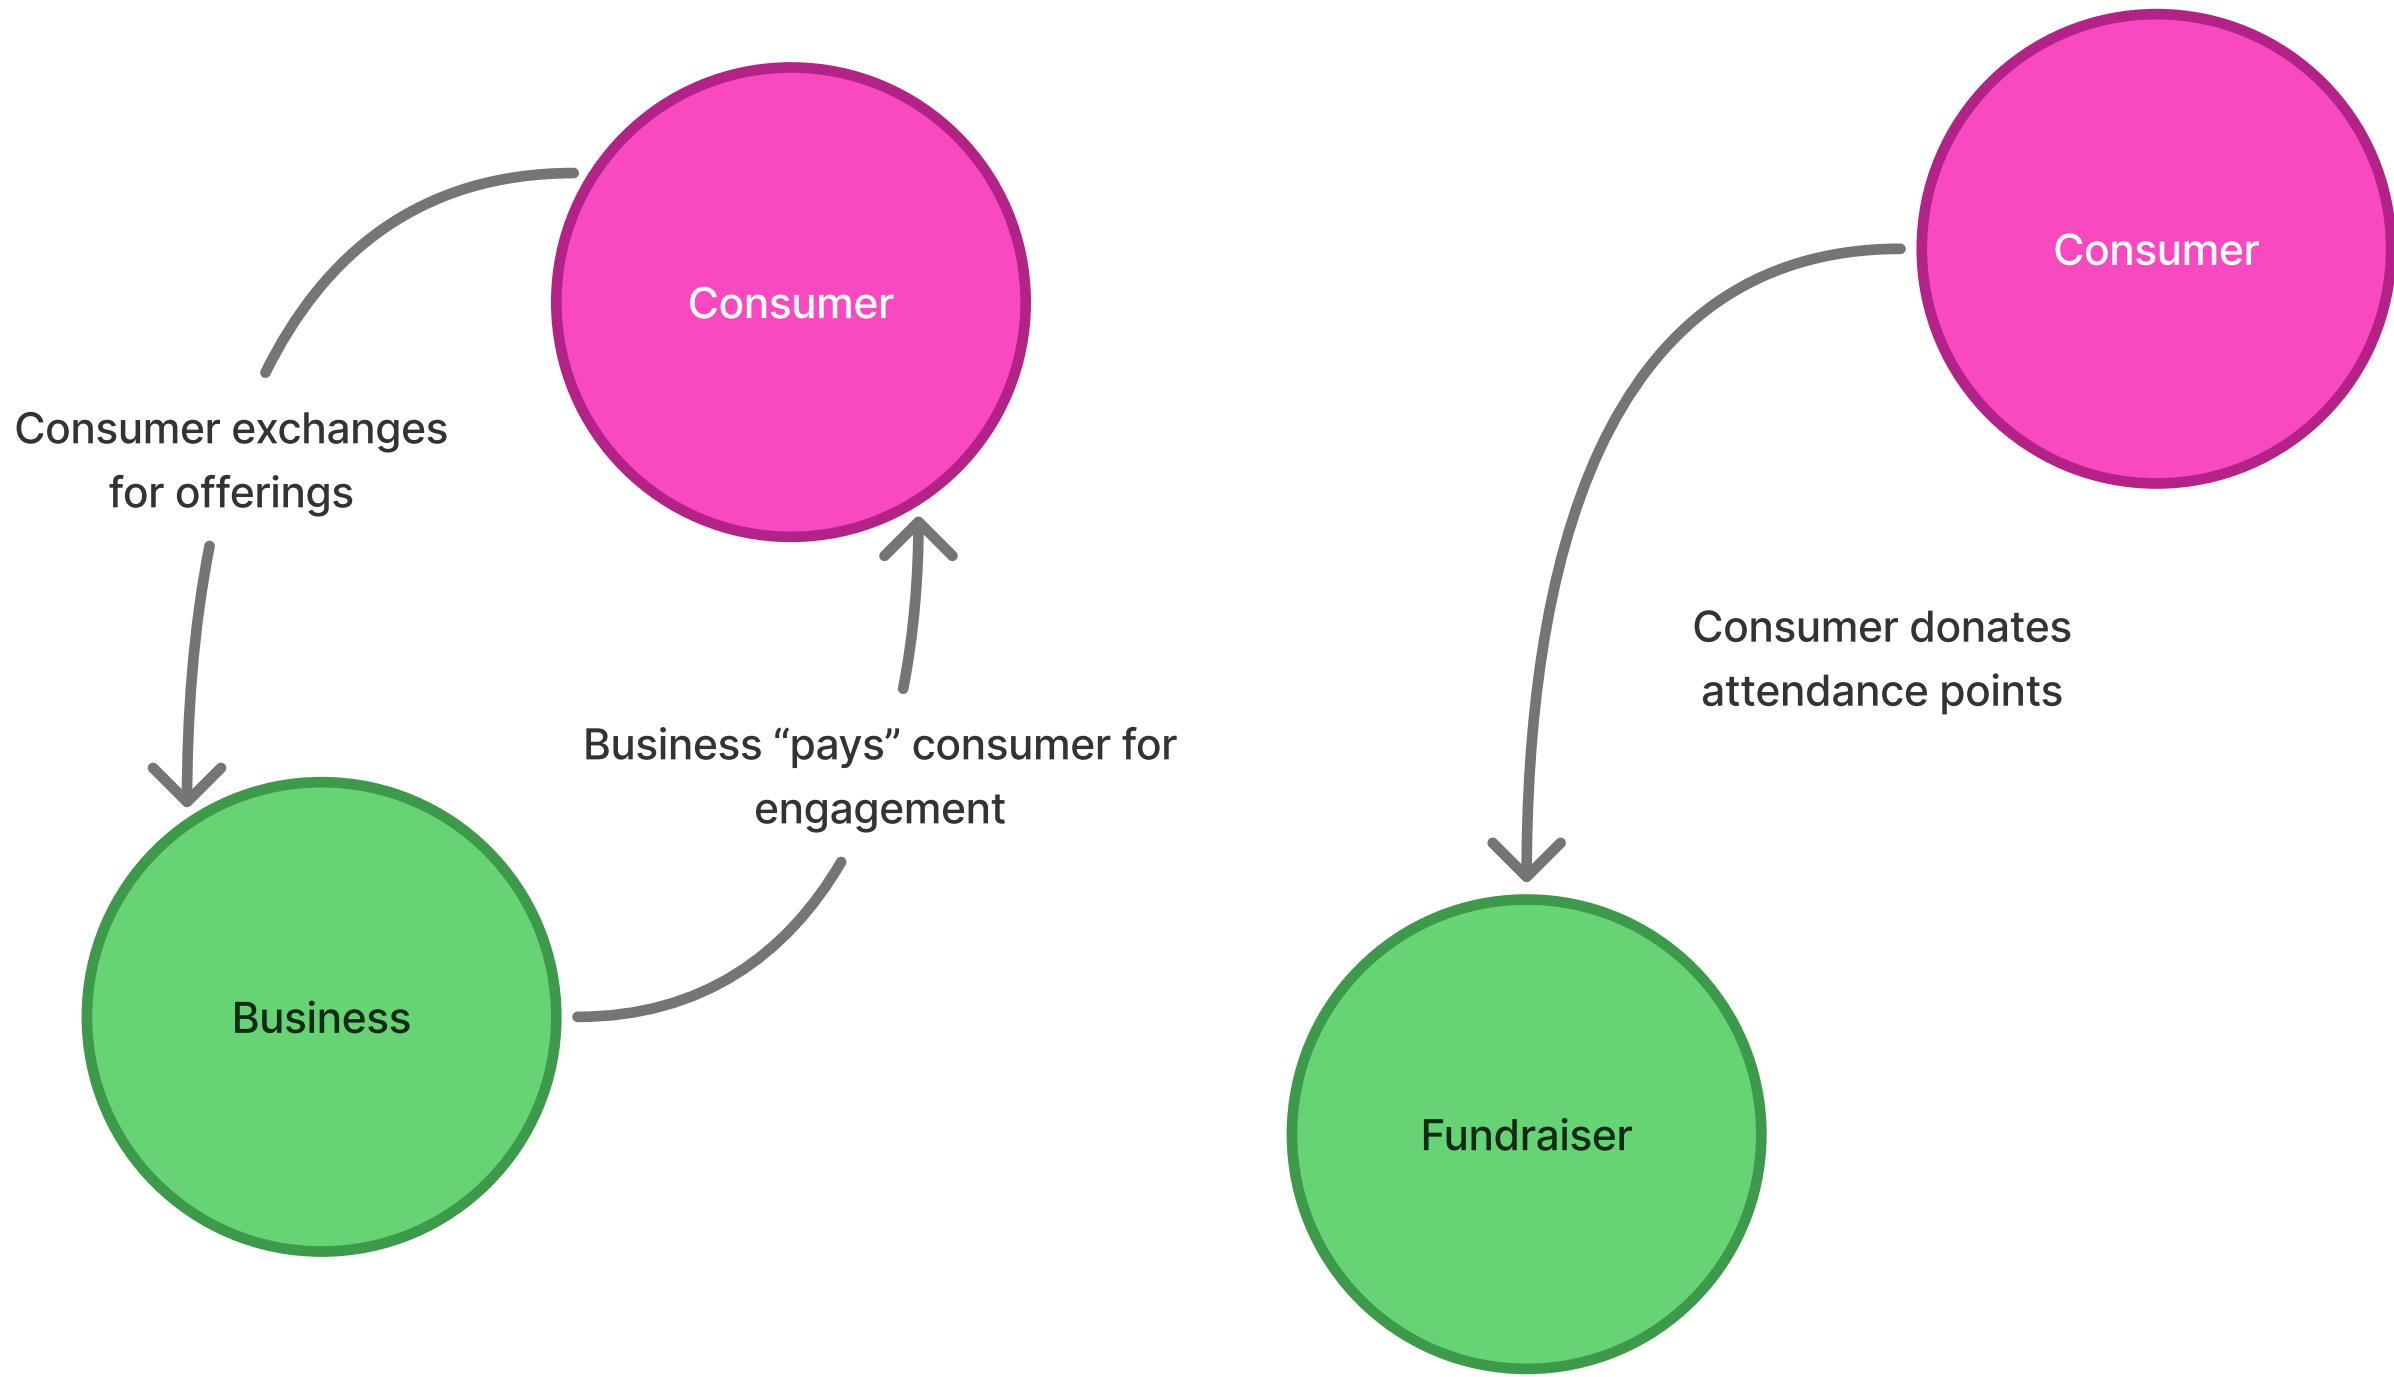 Consumer
Consumer exchanges
for offerings
Business “pays” consumer for
engagement
Business
Consumer
Consumer donates
attendance points
Fundraiser